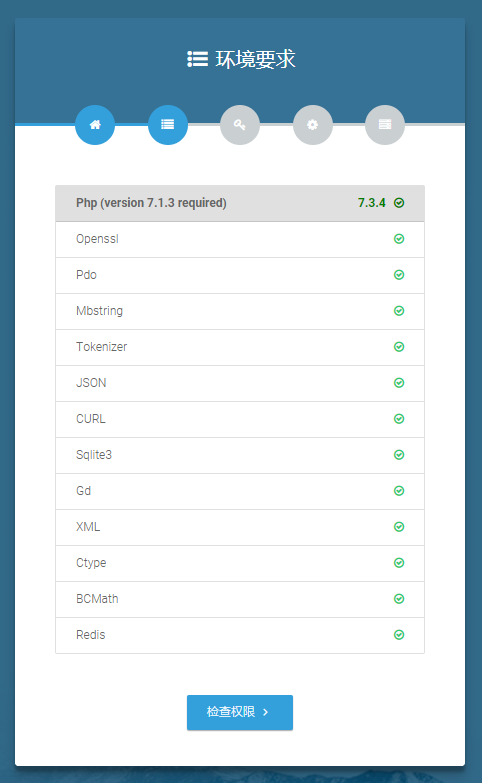 环境要求
Php (version 7.1.3 required) 7.3.4
Openssl
Pdo
Mbstring
Tokenizer
JSON
CURL
Sqlite3
Gd
XML
Ctype
BCMath
Redis
检查权限